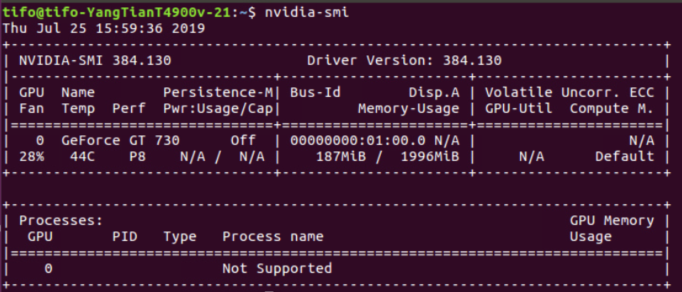 tifo@tifo-YangTianT4900v-21:~$ nvidia-smi
Thu Jul 25 15:59:36 2019
+-----------------------------------------------------------------------------+
| NVIDIA-SMI 384.130                Driver Version: 384.130                   |
|-------------------------------+----------------------+----------------------+
| GPU  Name        Persistence-M| Bus-Id        Disp.A | Volatile Uncorr. ECC |
| Fan  Temp  Perf  Pwr:Usage/Cap|         Memory-Usage | GPU-Util  Compute M. |
|===============================+======================+======================|
|   0  GeForce GT 730      Off  | 00000000:01:00.0 N/A |                  N/A |
| 28%   44C    P8    N/A /  N/A |    187MiB /  1996MiB |     N/A      Default |
+-------------------------------+----------------------+----------------------+
+-----------------------------------------------------------------------------+
| Processes:                                                       GPU Memory |
|  GPU       PID   Type   Process name                             Usage      |
|=============================================================================|
|    0                    Not Supported                                       |
+-----------------------------------------------------------------------------+